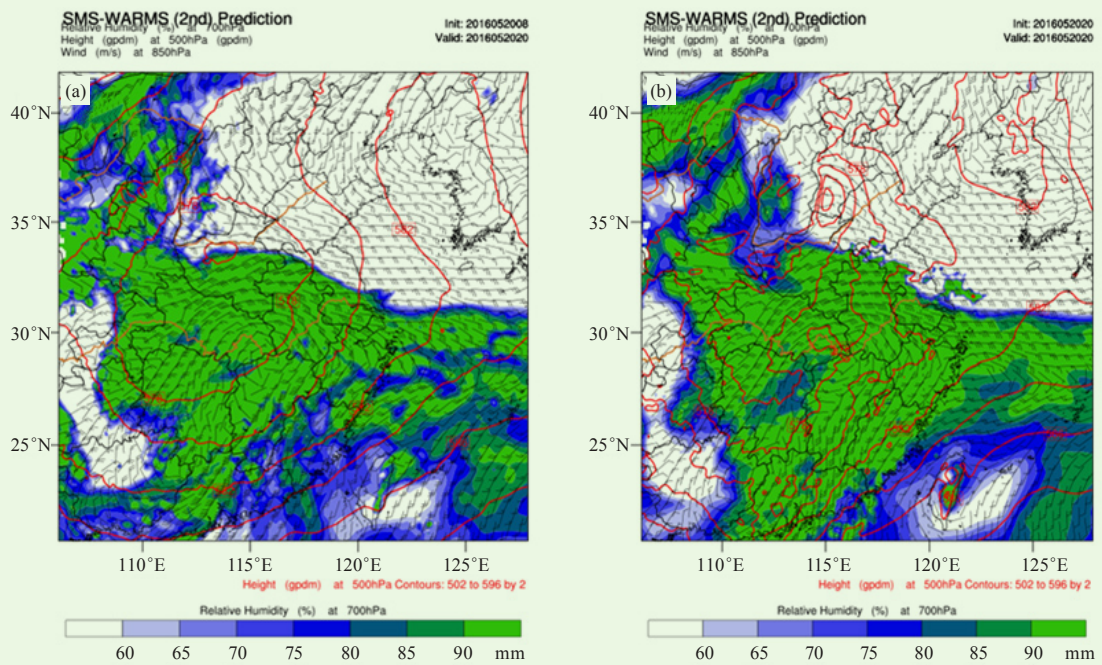 SMS-WARMS (2nd) Prediction
Relative Humidity (%) at 700hPa
Height (gpdm) at 500hPa (gpdm)
Wind (m/s) at 850hPa
Init: 2016052008
Valid: 2016052020
(a)
40°N
35°N
30°N
25°N
110°E 115°E 120°E 125°E
Height (gpdm) at 500hPa Contours: 502 to 596 by 2
Relative Humidity (%) at 700hPa
60 65 70 75 80 85 90 mm
SMS-WARMS (2nd) Prediction
Relative Humidity (%) at 700hPa
Height (gpdm) at 500hPa (gpdm)
Wind (m/s) at 850hPa
Init: 2016052020
Valid: 2016052020
(b)
40°N
35°N
30°N
25°N
110°E 115°E 120°E 125°E
Height (gpdm) at 500hPa Contours: 502 to 596 by 2
Relative Humidity (%) at 700hPa
60 65 70 75 80 85 90 mm